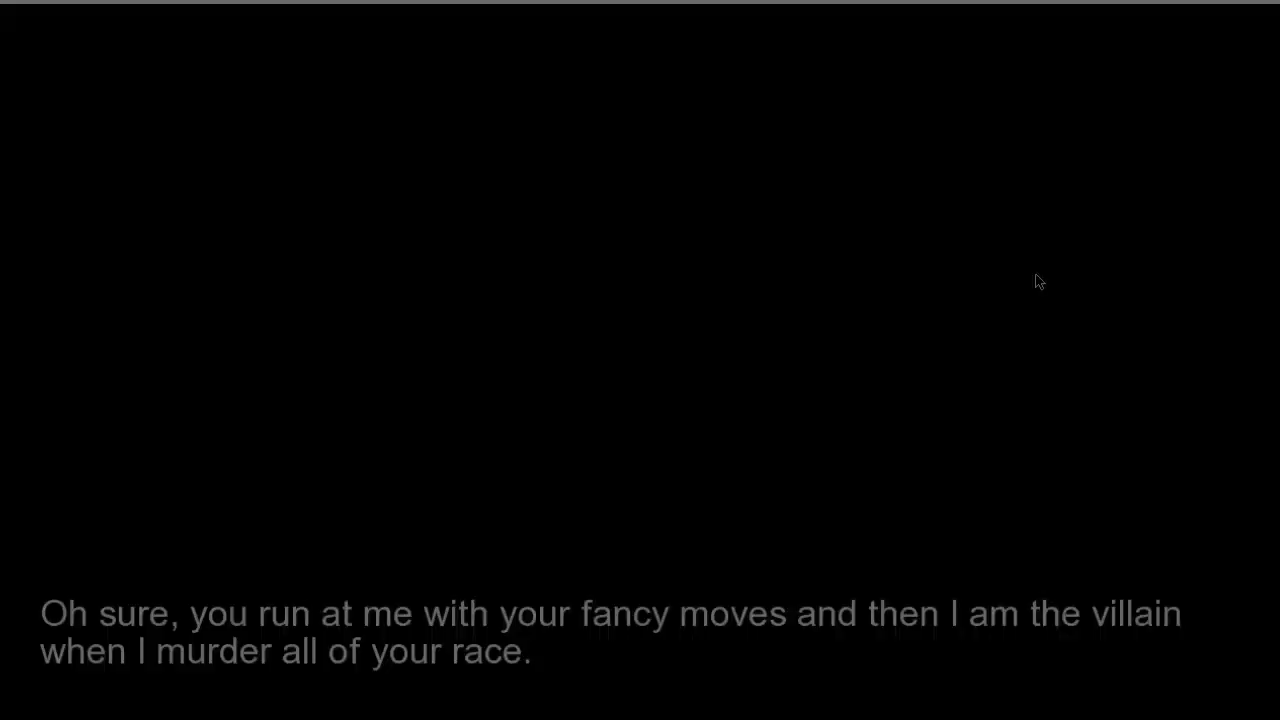 Oh sure, you run at me with your fancy moves and then I am the villain
when I murder all of your race.